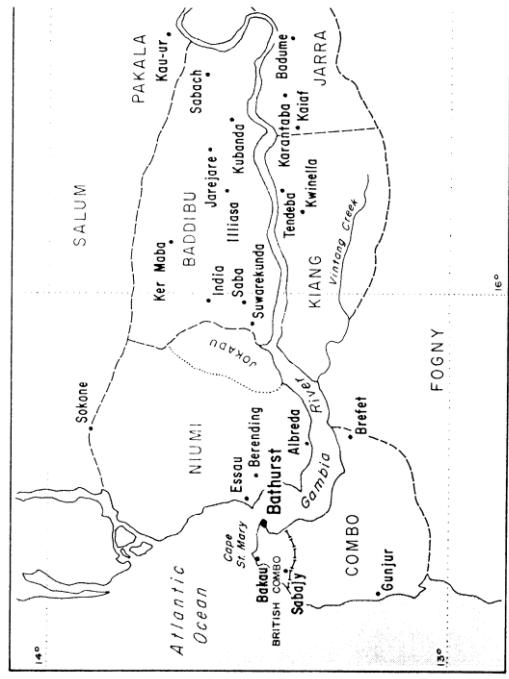 14°
SALUM
PAKALA
Kau-ur
Sabach
Sokone
Ker Maba
BADDIBU
Jarejare
Illiasa
Kubanda
India
Saba
Suwarekunda
Badume
JARRA
Karantaba
Kaiaf
Tendeba
Kwinella
KIANG
Vintang Creek
16°
JOKADU
NIUMI
Essau
Berending
Albreda
Bathurst
Gambia
River
Brefet
FOGNY
Atlantic
Ocean
Cape
St. Mary
Bakau
BRITISH COMBO
Sabajy
COMBO
Gunjur
13°